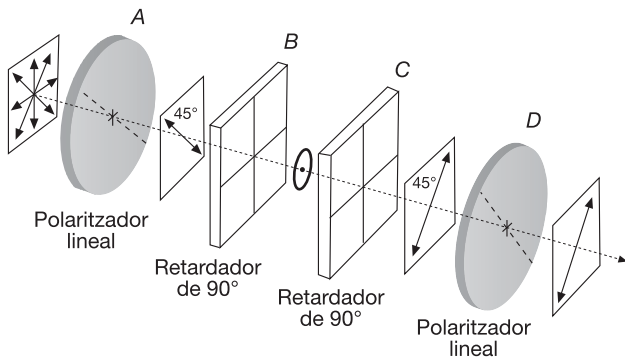 A
B
C
D
45°
45°
Polaritzador
lineal
Retardador
de 90°
Retardador
de 90°
Polaritzador
lineal